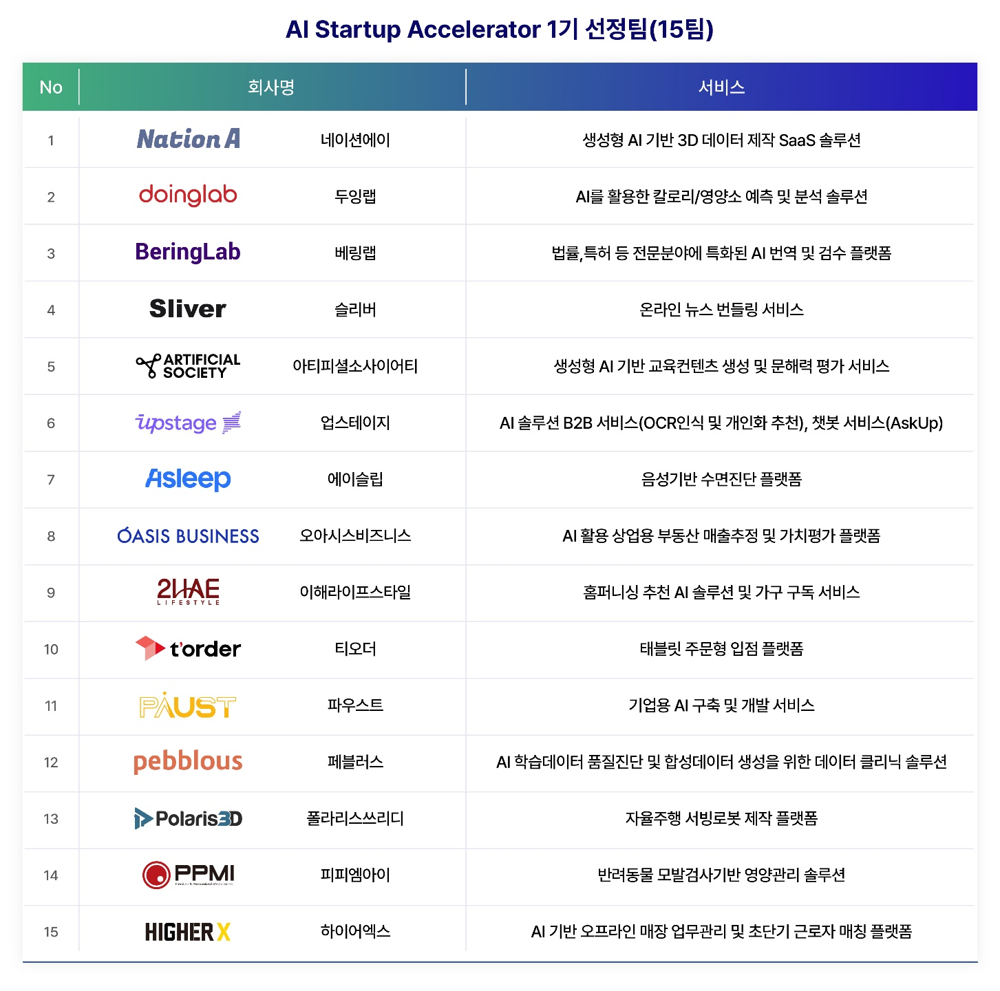 AI Startup Accelerator 1기 선정팀(15팀)
No 회사명 서비스
1 Nation A 네이션에이 생성형 AI 기반 3D 데이터 제작 SaaS 솔루션
2 doinglab 두잉랩 AI를 활용한 칼로리/영양소 예측 및 분석 솔루션
3 BeringLab 베링랩 법률,특허 등 전문분야에 특화된 AI 번역 및 검수 플랫폼
4 Sliver 슬리버 온라인 뉴스 번들링 서비스
5 ARTIFICIAL SOCIETY 아티피셜소사이어티 생성형 AI 기반 교육컨텐츠 생성 및 문해력 평가 서비스
6 upstage 업스테이지 AI 솔루션 B2B 서비스(OCR인식 및 개인화 추천), 챗봇 서비스(AskUp)
7 Asleep 에이슬립 음성기반 수면진단 플랫폼
8 OASIS BUSINESS 오아시스비즈니스 AI 활용 상업용 부동산 매출추정 및 가치평가 플랫폼
9 2HAE LIFESTYLE 이해라이프스타일 홈퍼니싱 추천 AI 솔루션 및 가구 구독 서비스
10 t'order 티오더 태블릿 주문형 입점 플랫폼
11 PAUST 파우스트 기업용 AI 구축 및 개발 서비스
12 pebblous 페블러스 AI 학습데이터 품질진단 및 합성데이터 생성을 위한 데이터 클리닉 솔루션
13 Polaris3D 폴라리스쓰리디 자율주행 서빙로봇 제작 플랫폼
14 PPMI 피피엠아이 반려동물 모발검사기반 영양관리 솔루션
15 HIGHER X 하이어엑스 AI 기반 오프라인 매장 업무관리 및 초단기 근로자 매칭 플랫폼